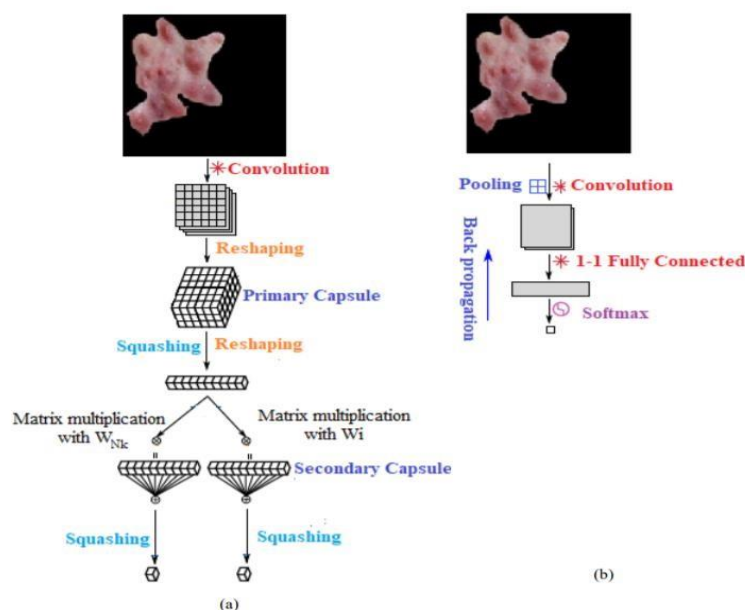 Convolution
Reshaping
Primary Capsule
Squashing Reshaping
Matrix multiplication
with W_Nk
Matrix multiplication
with Wi
Secondary Capsule
Squashing
Squashing
(a)
Pooling
Convolution
Back propagation
1-1 Fully Connected
Softmax
(b)